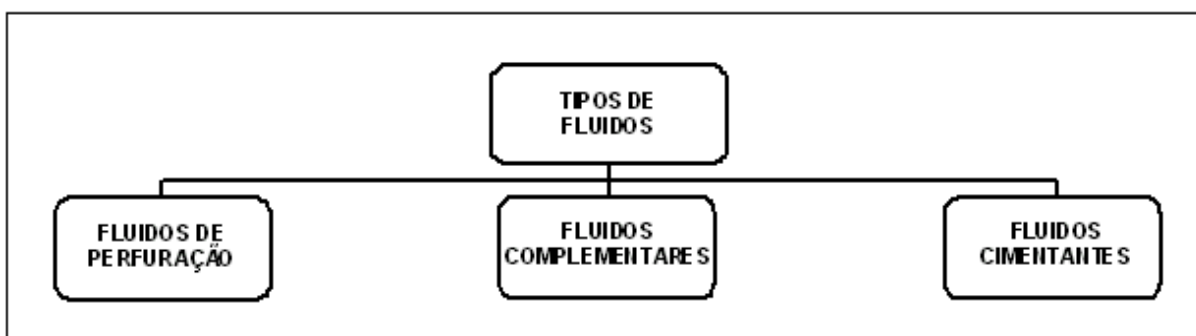 TIPOS DE
FLUIDOS
FLUIDOS DE
PERFURAÇÃO
FLUIDOS
COMPLEMENTARES
FLUIDOS
CIMENTANTES